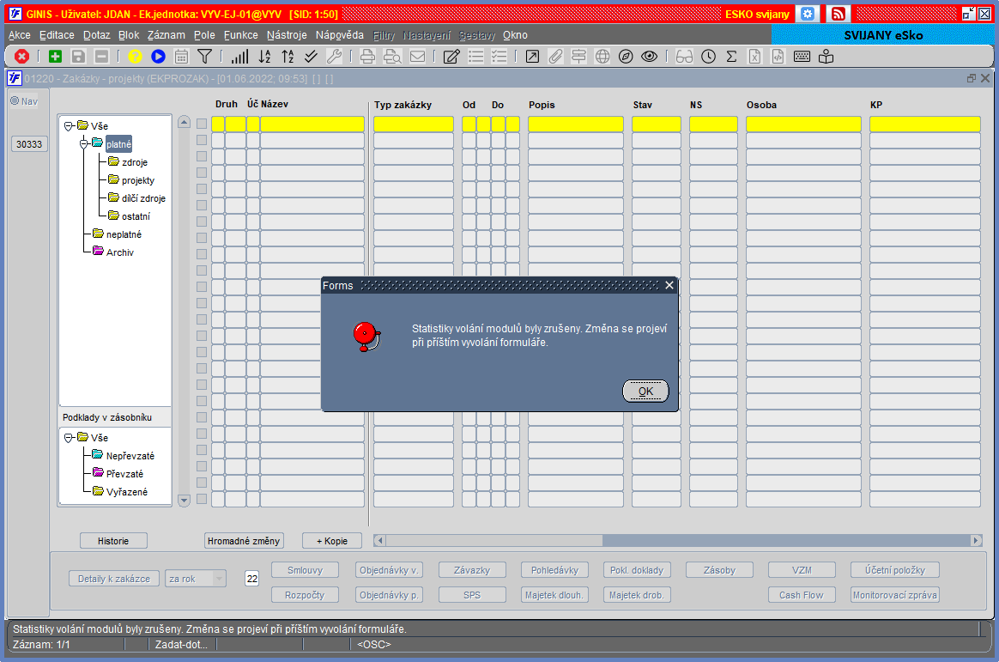 GINIS - Uživatel: JDAN - Ek.jednotka: VYV-EJ-01@VYV [SID: 1:50] ESKO svijany
Akce Editace Dotaz Blok Záznam Pole Funkce Nástroje Nápověda Filtry Nastavení Sestavy Okno SVIJANY eSko
01220 - Zakázky - projekty (EKPROZAK) - [01.06.2022; 09:53] [ ] [ ]
Nav
30333
Druh Úč Název Typ zakázky Od Do Popis Stav NS Osoba KP
Vše
platné
zdroje
projekty
dílčí zdroje
ostatní
neplatné
Archiv
Forms
Statistiky volání modulů byly zrušeny. Změna se projeví
při příštím vyvolání formuláře.
OK
Podklady v zásobníku
Vše
Nepřevzaté
Převzaté
Vyřazené
Historie Hromadné změny + Kopie
Detaily k zakázce za rok 22
Smlouvy Objednávky v. Závazky Pohledávky Pokl. doklady Zásoby VZM Účetní položky
Rozpočty Objednávky p. SPS Majetek dlouh. Majetek drob. Cash Flow Monitorovací zpráva
Statistiky volání modulů byly zrušeny. Změna se projeví při příštím vyvolání formuláře.
Záznam: 1/1 Zadat-dot... <OSC>